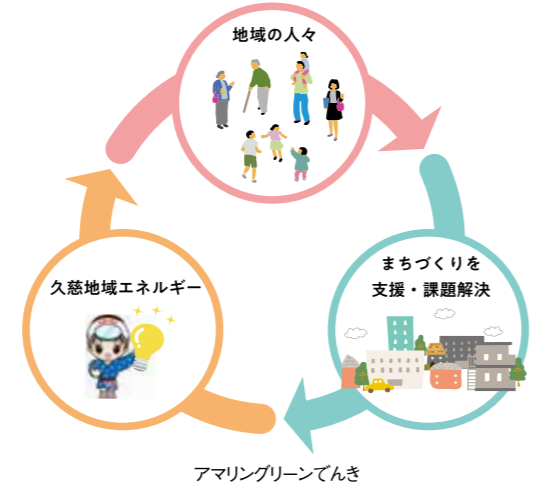 地域の人々
まちづくりを
支援・課題解決
久慈地域エネルギー
アマリングリーンでんき